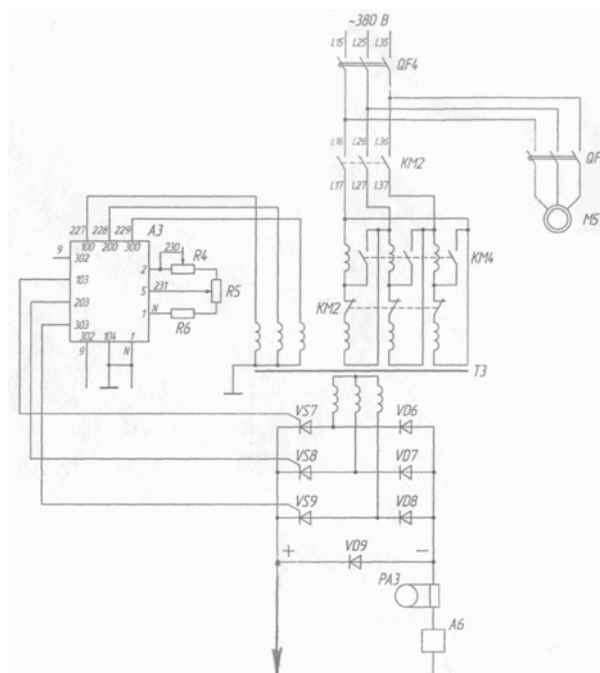 ~380 В
L15 L25 L35
QF4
L16 L26 L36
KM2
QF
L17 L27 L37
M5
227 228 229
A3
100 200 300
230
9
302
2
R4
103
5
231
R5
203
1
N
R6
303
302 104 1
9
N
KM4
KM2
T3
VS7
VD6
VS8
VD7
VS9
VD8
+
VD9
−
PA3
A6